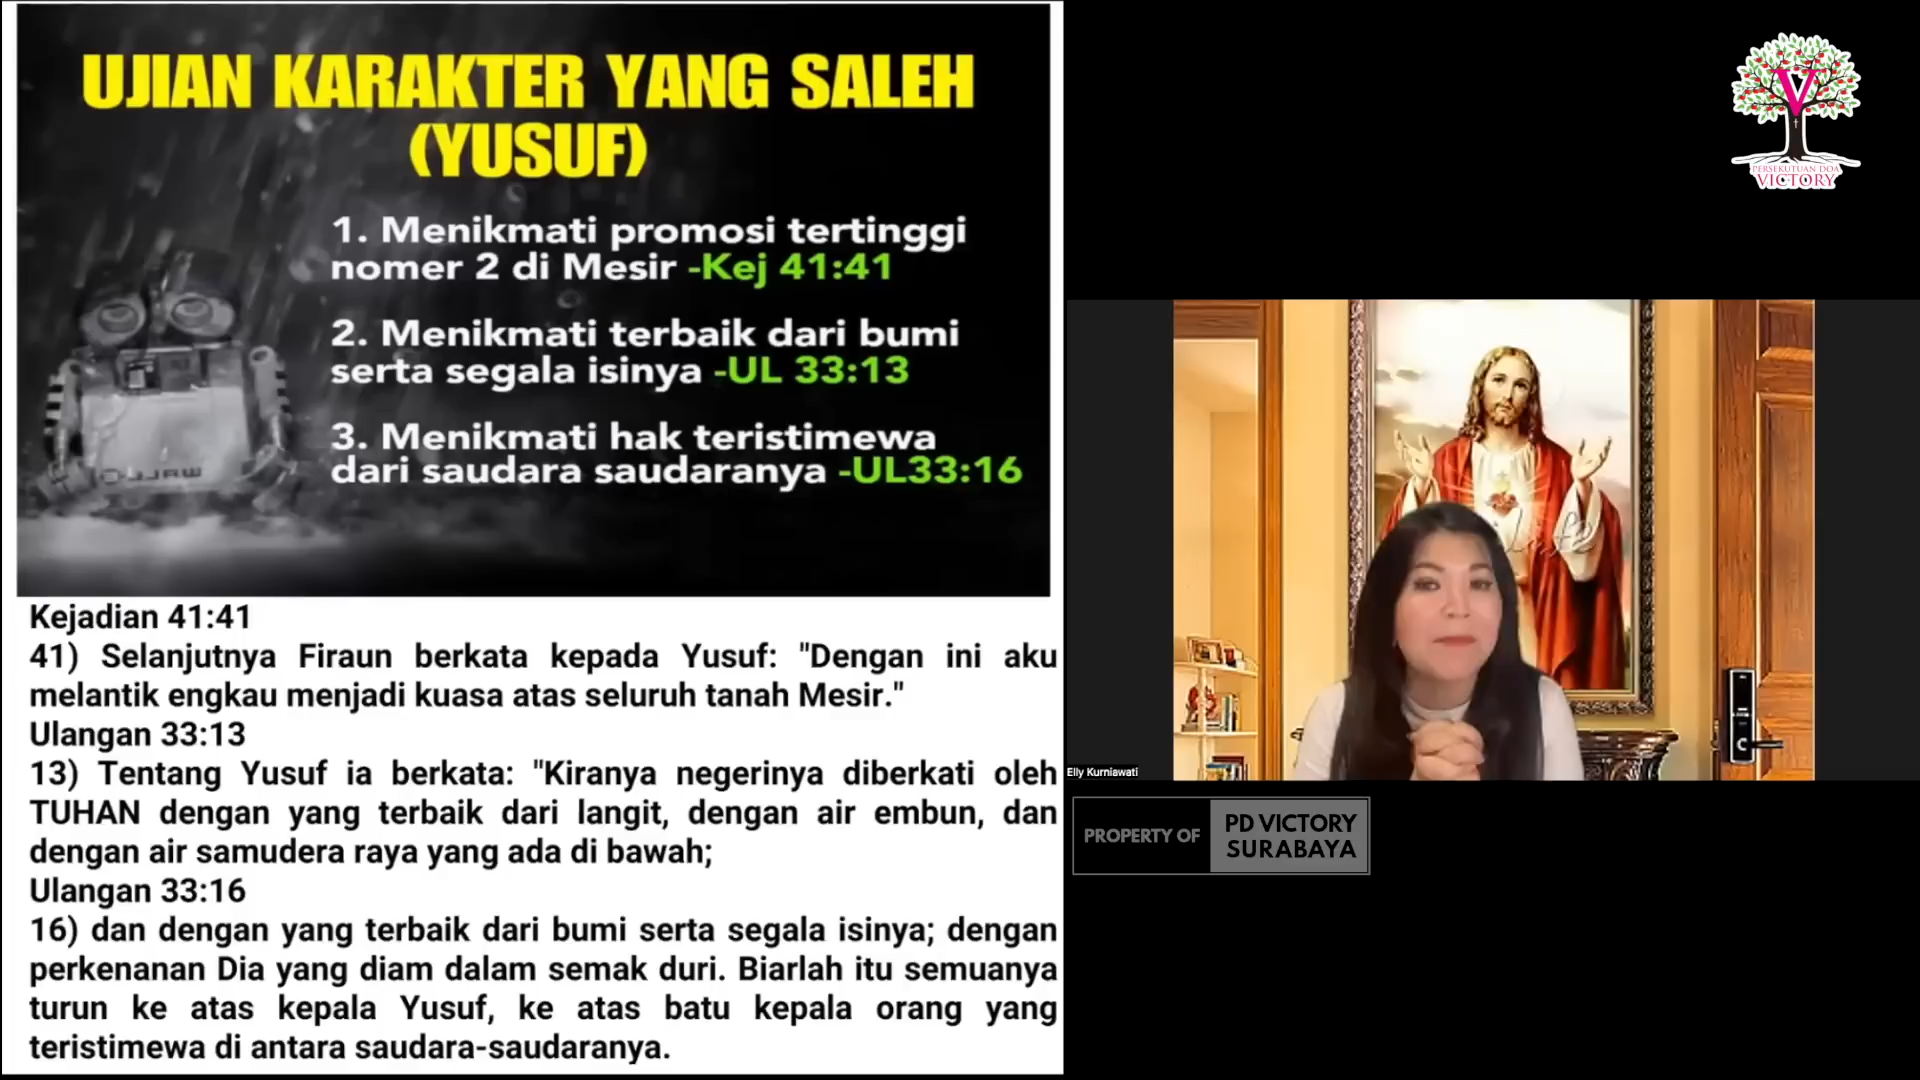 UJIAN KARAKTER YANG SALEH
(YUSUF)
1. Menikmati promosi tertinggi
nomer 2 di Mesir -Kej 41:41
2. Menikmati terbaik dari bumi
serta segala isinya -UL 33:13
3. Menikmati hak teristimewa
dari saudara saudaranya -UL33:16
Kejadian 41:41
41) Selanjutnya Firaun berkata kepada Yusuf: "Dengan ini aku
melantik engkau menjadi kuasa atas seluruh tanah Mesir."
Ulangan 33:13
13) Tentang Yusuf ia berkata: "Kiranya negerinya diberkati oleh
TUHAN dengan yang terbaik dari langit, dengan air embun, dan
dengan air samudera raya yang ada di bawah;
Ulangan 33:16
16) dan dengan yang terbaik dari bumi serta segala isinya; dengan
perkenanan Dia yang diam dalam semak duri. Biarlah itu semuanya
turun ke atas kepala Yusuf, ke atas batu kepala orang yang
teristimewa di antara saudara-saudaranya.
V
PERSEKUTUAN DOA
VICTORY
Elly Kurniawati
PROPERTY OF
PD VICTORY
SURABAYA